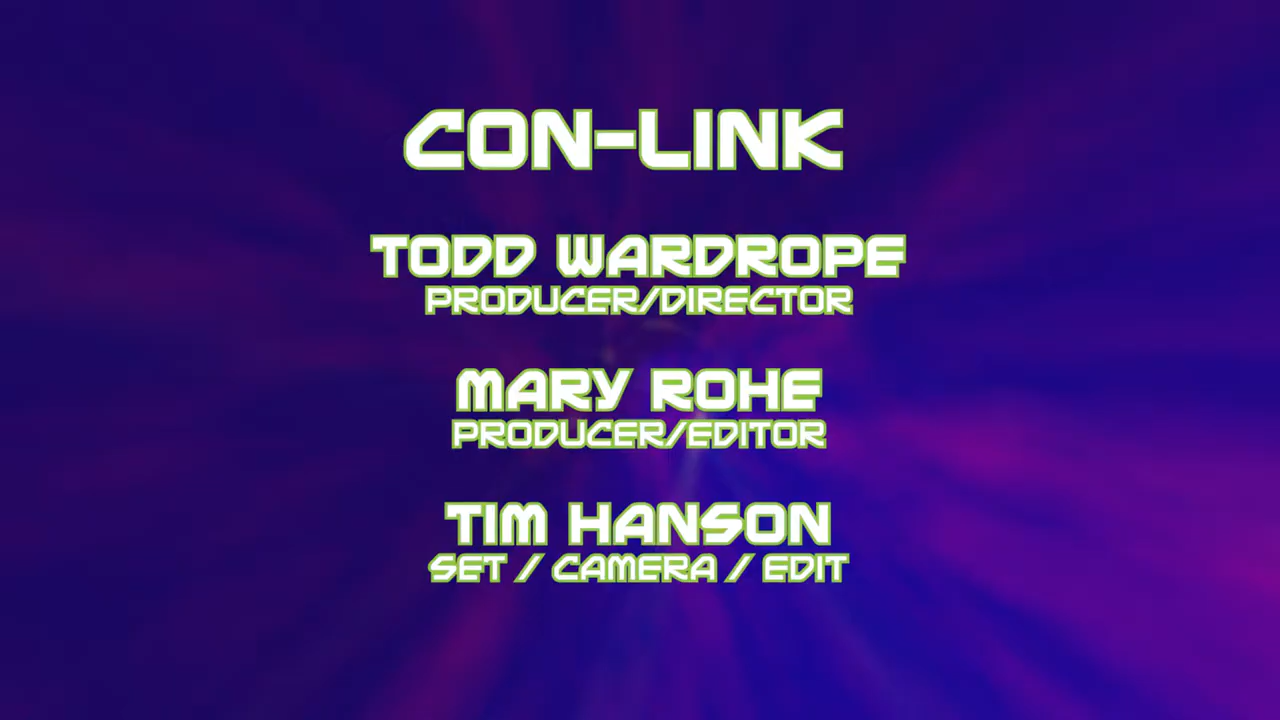 CON-LINK
TODD WARDROPE
PRODUCER/DIRECTOR
MARY ROHE
PRODUCER/EDITOR
TIM HANSON
SET / CAMERA / EDIT